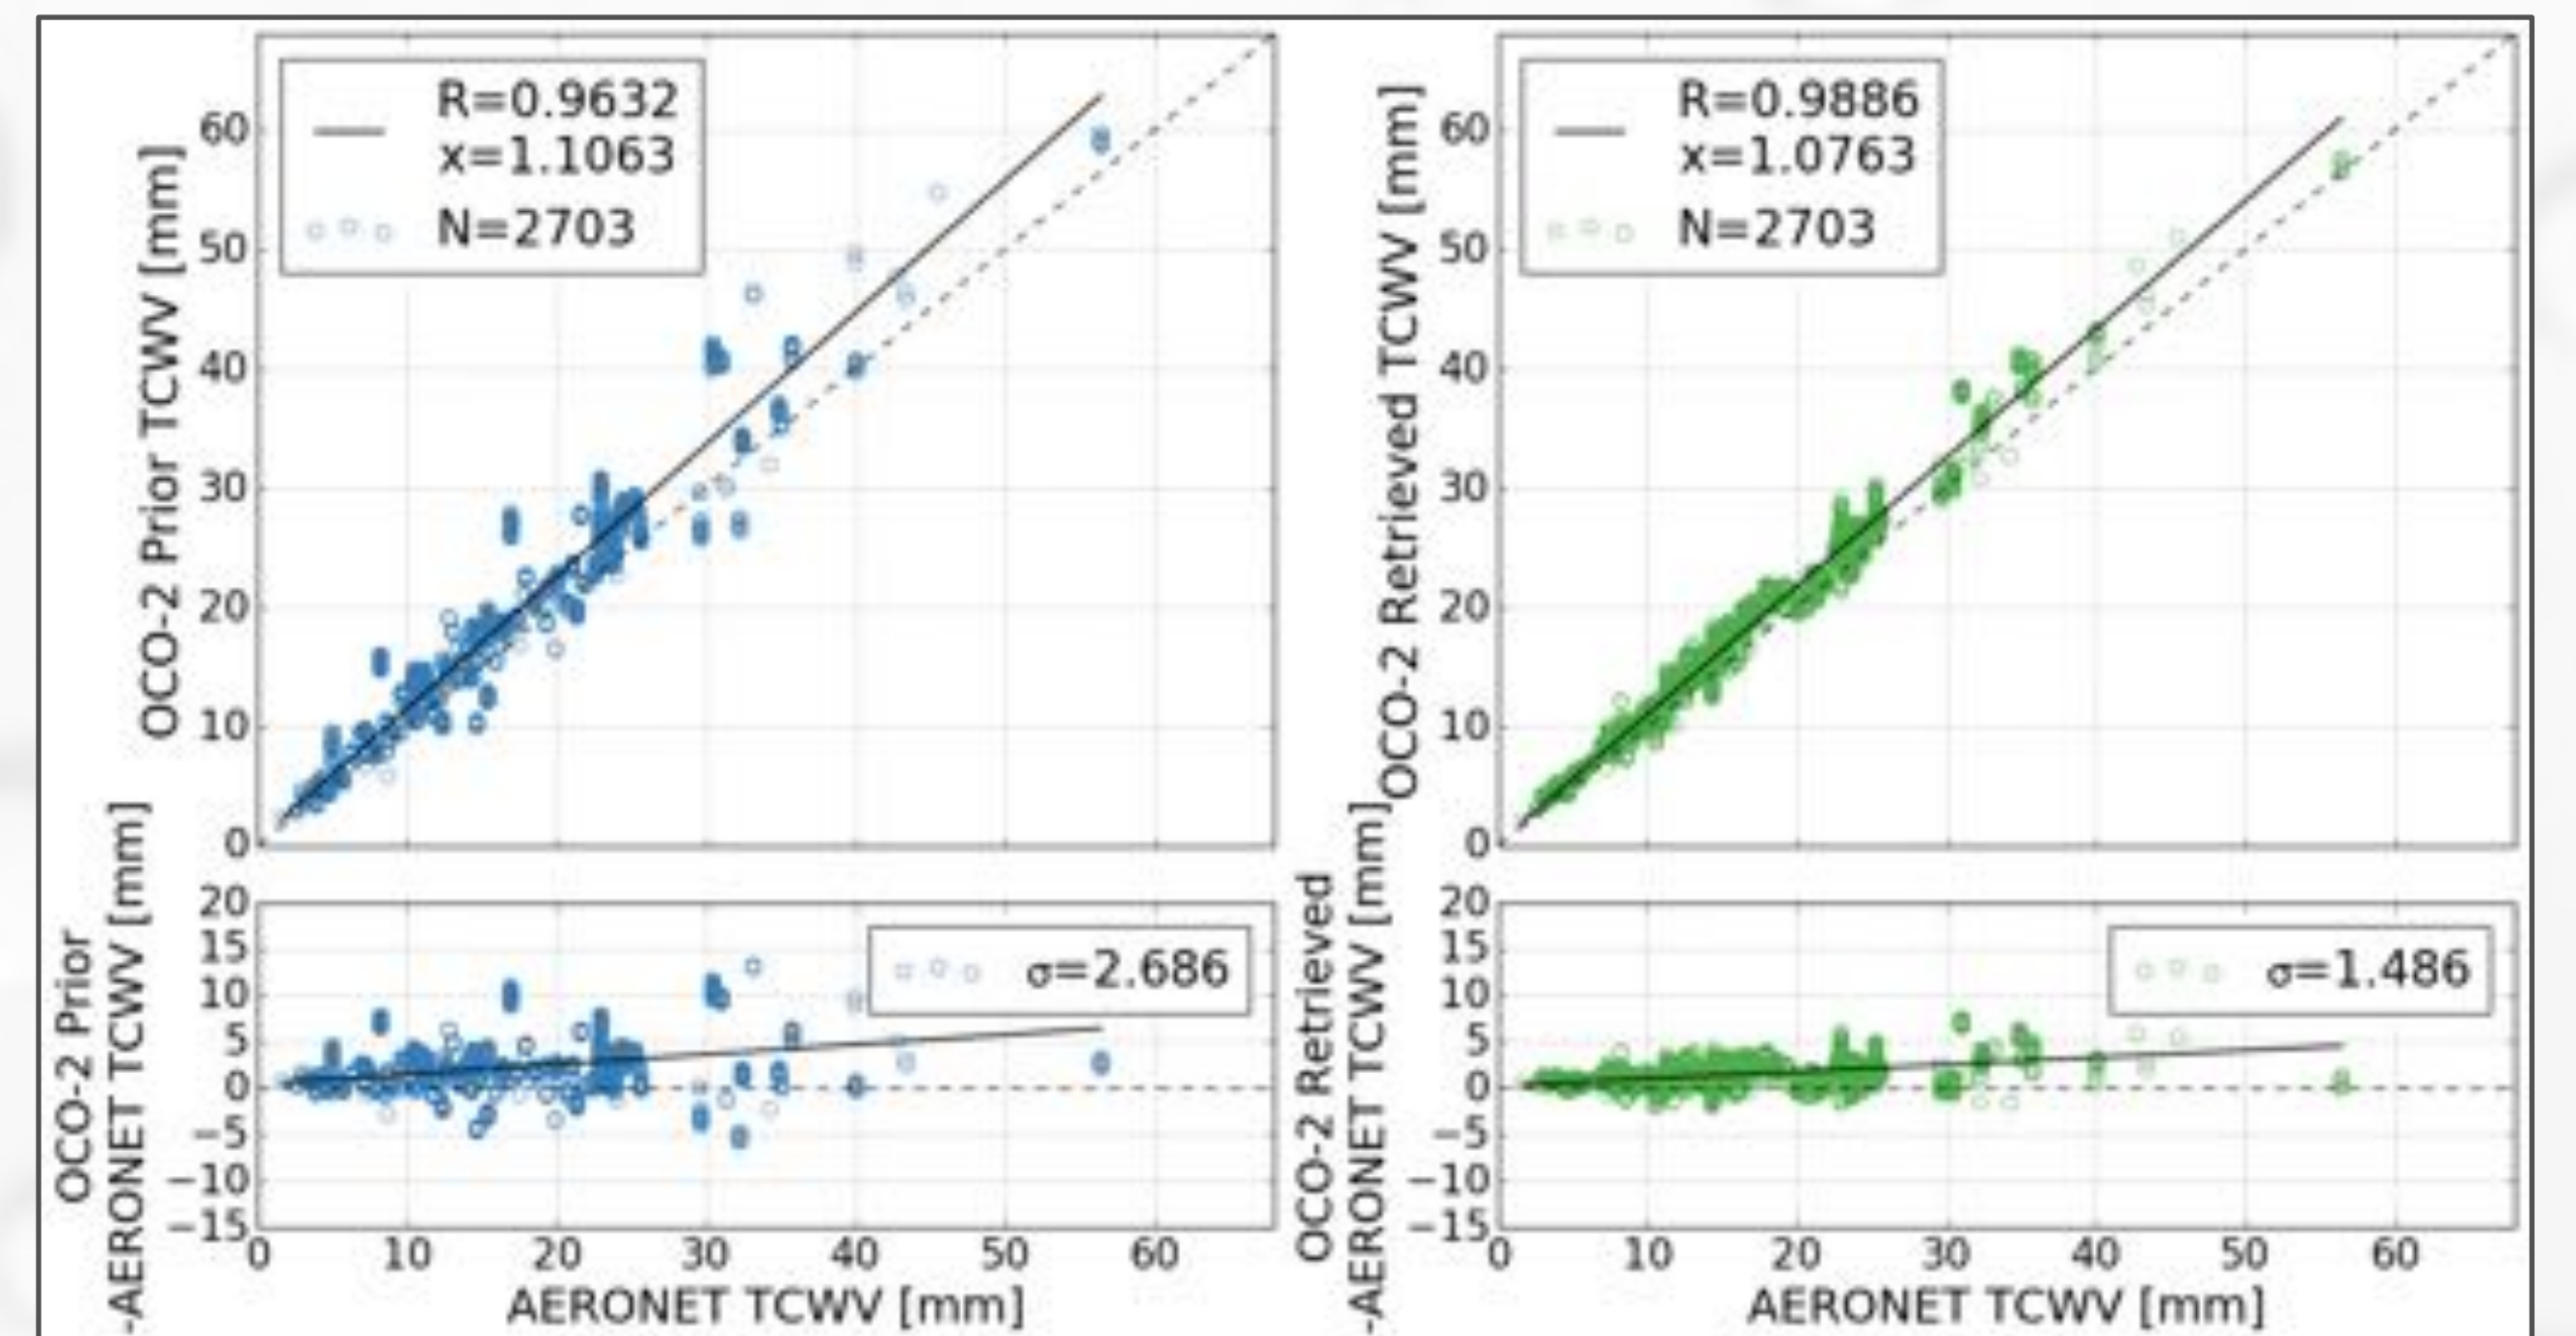 OCO-2 Prior TCWV [mm]
60
50
40
30
20
10
0
R=0.9632
x=1.1063
N=2703
OCO-2 Prior
-AERONET TCWV [mm]
20
15
10
5
0
−5
−10
−15
σ=2.686
0 10 20 30 40 50 60
AERONET TCWV [mm]
OCO-2 Retrieved TCWV [mm]
60
50
40
30
20
10
0
R=0.9886
x=1.0763
N=2703
OCO-2 Retrieved
-AERONET TCWV [mm]
20
15
10
5
0
−5
−10
−15
σ=1.486
0 10 20 30 40 50 60
AERONET TCWV [mm]